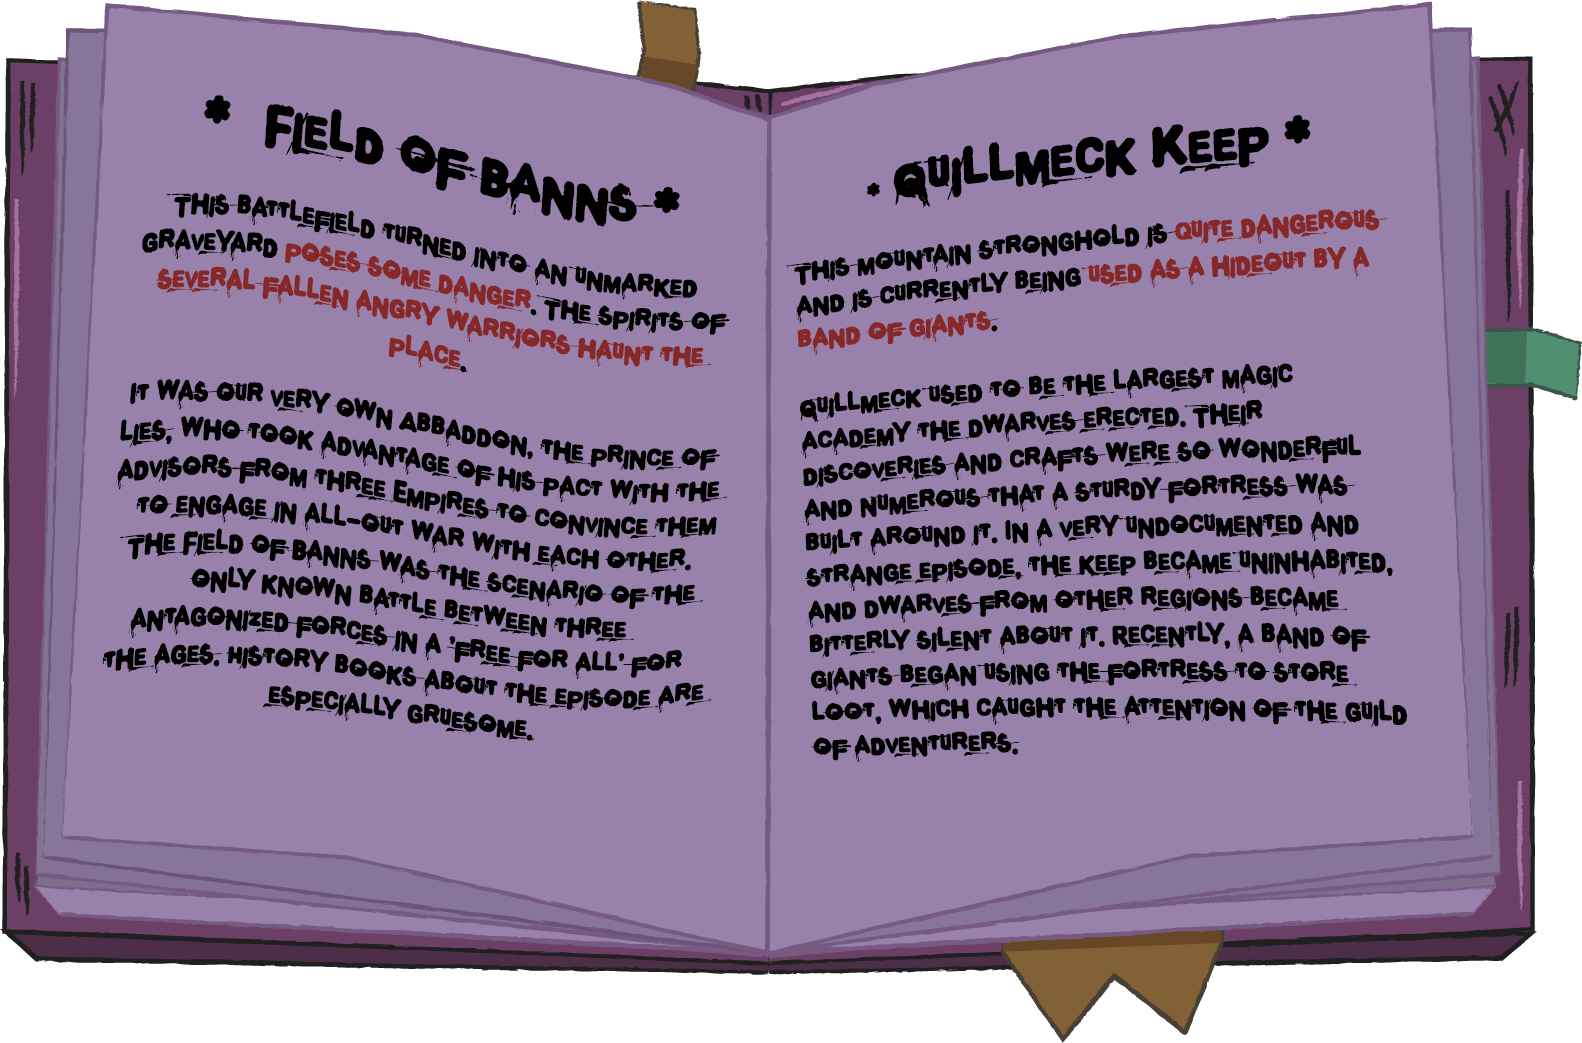 * Field of Banns *
This battlefield turned into an unmarked
graveyard poses some danger. The spirits of
several fallen angry warriors haunt the
place.
It was our very own Abbaddon, the Prince of
Lies, who took advantage of his pact with the
advisors from three Empires to convince them
to engage in all-out war with each other.
The Field of Banns was the scenario of the
only known battle between three
antagonized forces in a 'free for all' for
the ages. History books about the episode are
especially gruesome.
* Quillmeck Keep *
This mountain stronghold is quite dangerous
and is currently being used as a hideout by a
band of giants.
Quillmeck used to be the largest magic
academy the dwarves erected. Their
discoveries and crafts were so wonderful
and numerous that a sturdy fortress was
built around it. In a very undocumented and
strange episode, the keep became uninhabited,
and dwarves from other regions became
bitterly silent about it. Recently, a band of
giants began using the fortress to store
loot, which caught the attention of the Guild
of Adventurers.